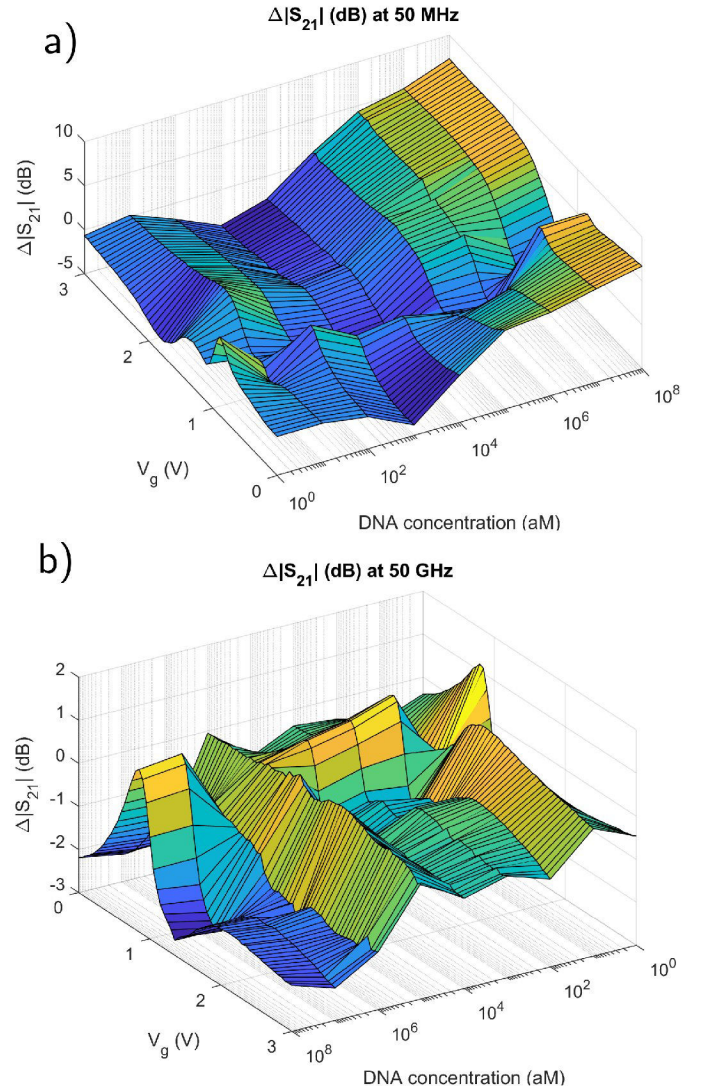 a)
Δ|S21| (dB) at 50 MHz
Δ|S21| (dB)
10
5
0
-5
3
2
1
0
Vg (V)
10^0
10^2
10^4
10^6
10^8
DNA concentration (aM)
b)
Δ|S21| (dB) at 50 GHz
Δ|S21| (dB)
2
1
0
-1
-2
-3
0
1
2
3
Vg (V)
10^8
10^6
10^4
10^2
10^0
DNA concentration (aM)